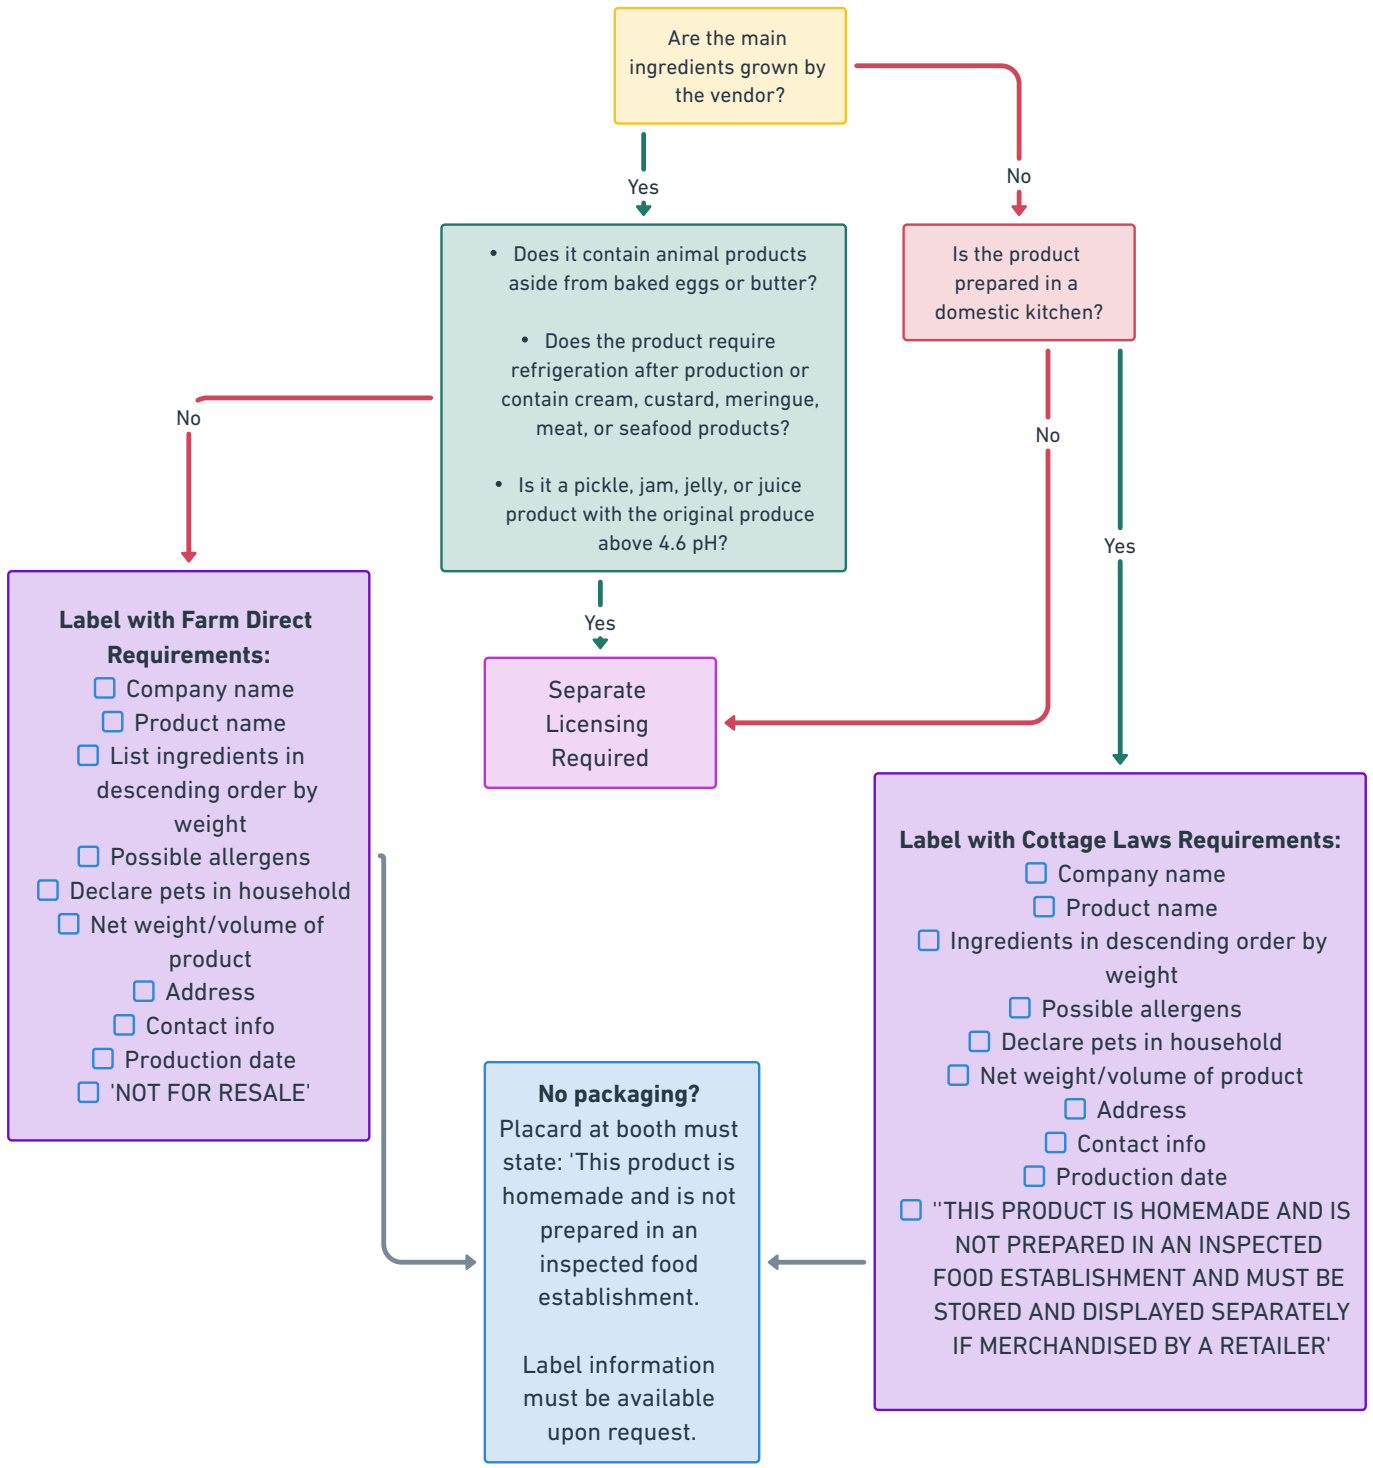 Are the main
ingredients grown by
the vendor?
Yes
No
• Does it contain animal products
aside from baked eggs or butter?
• Does the product require
refrigeration after production or
contain cream, custard, meringue,
meat, or seafood products?
• Is it a pickle, jam, jelly, or juice
product with the original produce
above 4.6 pH?
Is the product
prepared in a
domestic kitchen?
No
No
Yes
Yes
Label with Farm Direct
Requirements:
Company name
Product name
List ingredients in
descending order by
weight
Possible allergens
Declare pets in household
Net weight/volume of
product
Address
Contact info
Production date
'NOT FOR RESALE'
Separate
Licensing
Required
Label with Cottage Laws Requirements:
Company name
Product name
Ingredients in descending order by
weight
Possible allergens
Declare pets in household
Net weight/volume of product
Address
Contact info
Production date
''THIS PRODUCT IS HOMEMADE AND IS
NOT PREPARED IN AN INSPECTED
FOOD ESTABLISHMENT AND MUST BE
STORED AND DISPLAYED SEPARATELY
IF MERCHANDISED BY A RETAILER'
No packaging?
Placard at booth must
state: 'This product is
homemade and is not
prepared in an
inspected food
establishment.
Label information
must be available
upon request.